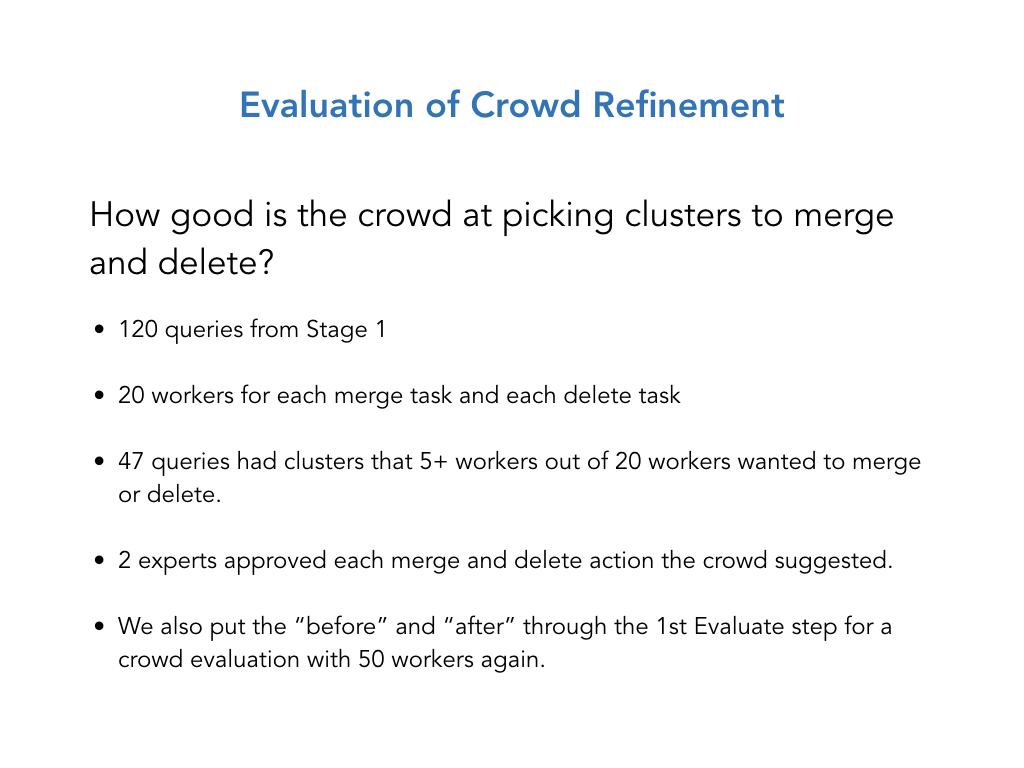 Evaluation of Crowd Refinement
How good is the crowd at picking clusters to merge
and delete?
• 120 queries from Stage 1
• 20 workers for each merge task and each delete task
• 47 queries had clusters that 5+ workers out of 20 workers wanted to merge
or delete.
• 2 experts approved each merge and delete action the crowd suggested.
• We also put the “before” and “after” through the 1st Evaluate step for a
crowd evaluation with 50 workers again.